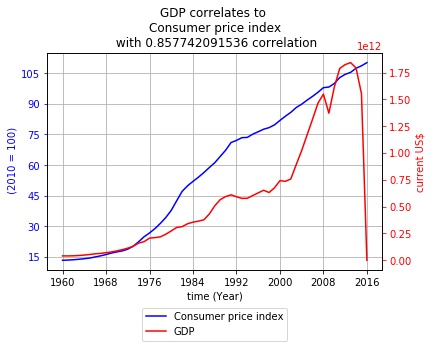 GDP correlates to
Consumer price index
with 0.857742091536 correlation
1e12
105
90
75
60
45
30
15
(2010 = 100)
1.75
1.50
1.25
1.00
0.75
0.50
0.25
0.00
current US$
1960 1968 1976 1984 1992 2000 2008 2016
time (Year)
Consumer price index
GDP